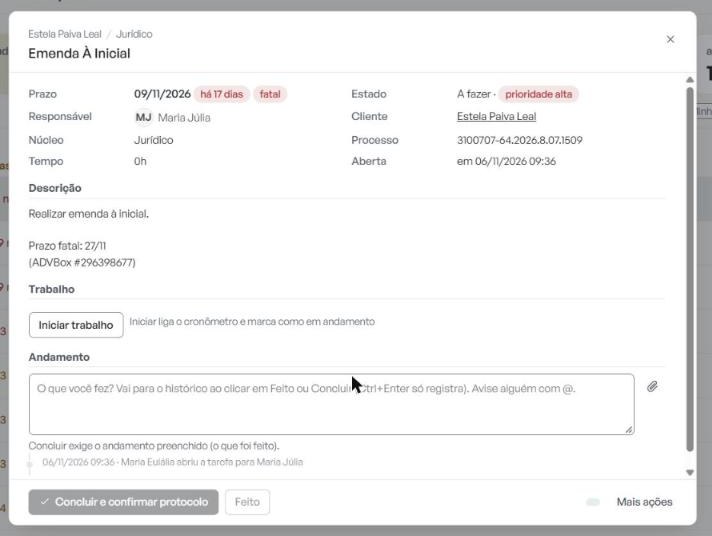 Estela Paiva Leal / Jurídico
Emenda À Inicial
Prazo 09/11/2026 há 17 dias fatal Estado A fazer · prioridade alta
Responsável MJ Maria Júlia Cliente Estela Paiva Leal
Núcleo Jurídico Processo 3100707-64.2026.8.07.1509
Tempo 0h Aberta em 06/11/2026 09:36
Descrição
Realizar emenda à inicial.
Prazo fatal: 27/11
(ADVBox #296398677)
Trabalho
Iniciar trabalho Iniciar liga o cronômetro e marca como em andamento
Andamento
O que você fez? Vai para o histórico ao clicar em Feito ou Concluir Ctrl+Enter só registra). Avise alguém com @.
Concluir exige o andamento preenchido (o que foi feito).
06/11/2026 09:36 · Maria Eulália abriu a tarefa para Maria Júlia
Concluir e confirmar protocolo Feito Mais ações